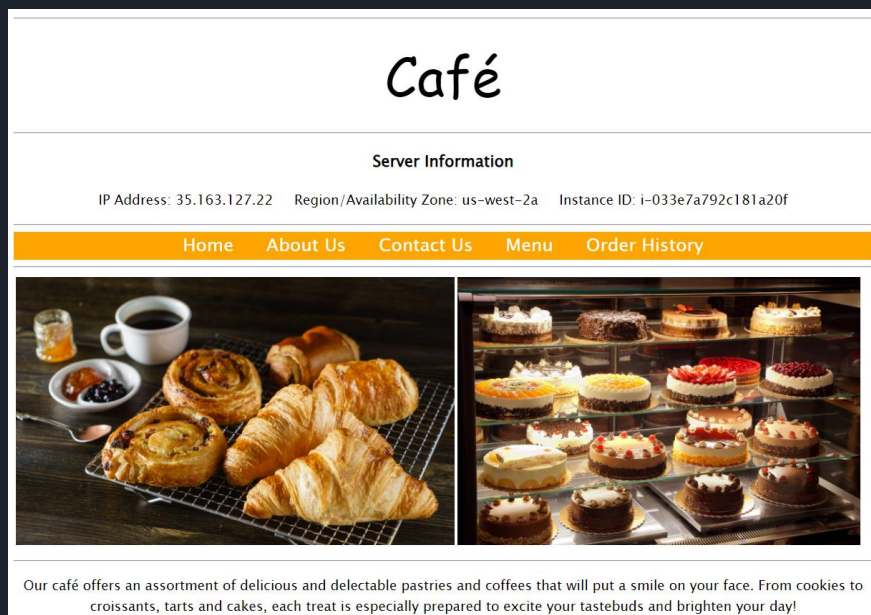 Café
Server Information
IP Address: 35.163.127.22 Region/Availability Zone: us-west-2a Instance ID: i-033e7a792c181a20f
Home About Us Contact Us Menu Order History
Our café offers an assortment of delicious and delectable pastries and coffees that will put a smile on your face. From cookies to
croissants, tarts and cakes, each treat is especially prepared to excite your tastebuds and brighten your day!